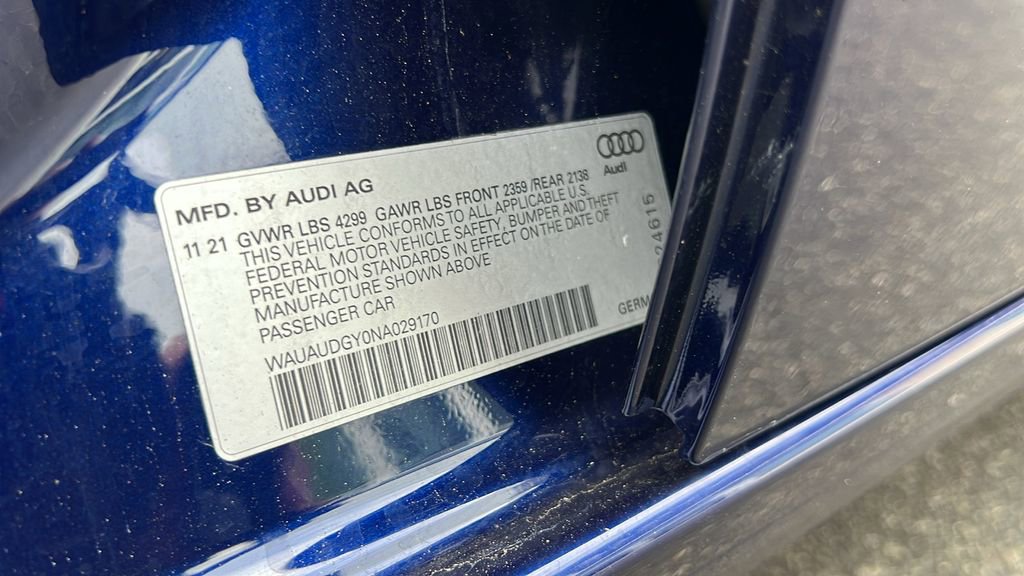 Audi
MFD. BY AUDI AG
11 21 GVWR LBS 4299 GAWR LBS FRONT 2359 /REAR 2138
THIS VEHICLE CONFORMS TO ALL APPLICABLE U.S.
FEDERAL MOTOR VEHICLE SAFETY, BUMPER AND THEFT
PREVENTION STANDARDS IN EFFECT ON THE DATE OF
MANUFACTURE SHOWN ABOVE
PASSENGER CAR
WAUAUDGY0NA029170
GERM
24615